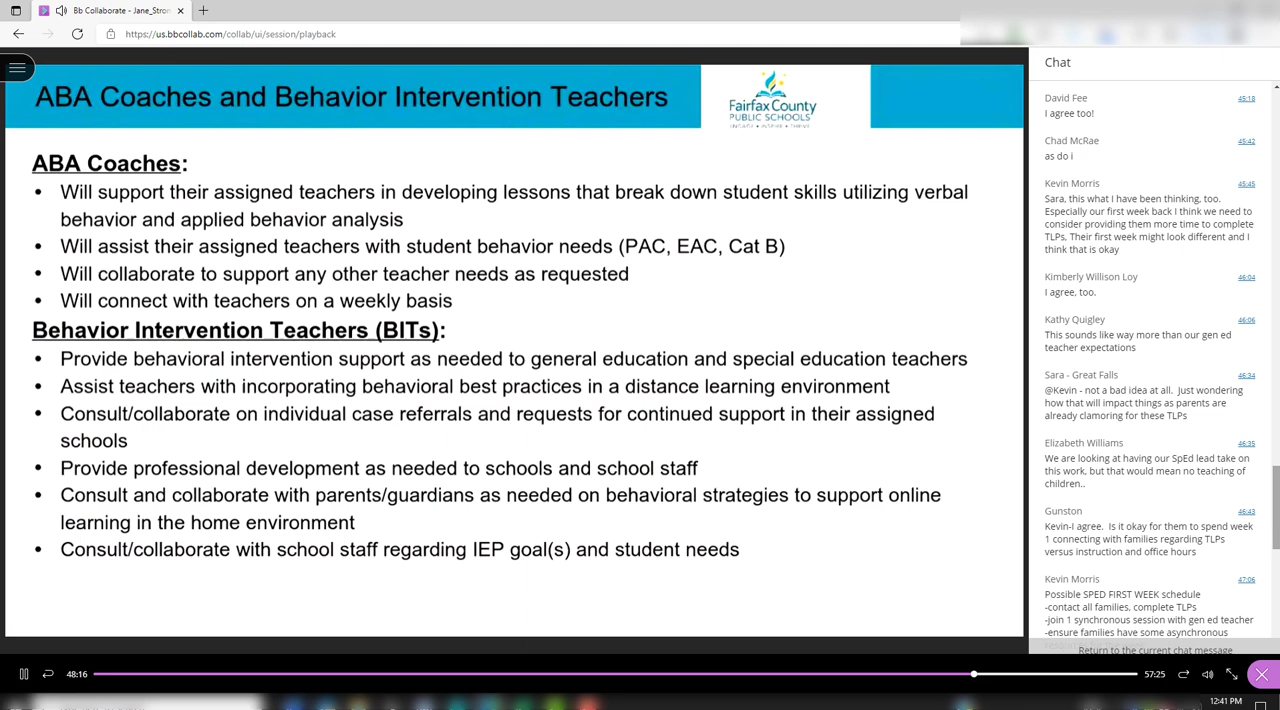 Bb Collaborate - Jane_Stron
https://us.bbcollab.com/collab/ui/session/playback
ABA Coaches and Behavior Intervention Teachers
Fairfax County
PUBLIC SCHOOLS
ABA Coaches:
• Will support their assigned teachers in developing lessons that break down student skills utilizing verbal
behavior and applied behavior analysis
• Will assist their assigned teachers with student behavior needs (PAC, EAC, Cat B)
• Will collaborate to support any other teacher needs as requested
• Will connect with teachers on a weekly basis
Behavior Intervention Teachers (BITs):
• Provide behavioral intervention support as needed to general education and special education teachers
• Assist teachers with incorporating behavioral best practices in a distance learning environment
• Consult/collaborate on individual case referrals and requests for continued support in their assigned
schools
• Provide professional development as needed to schools and school staff
• Consult and collaborate with parents/guardians as needed on behavioral strategies to support online
learning in the home environment
• Consult/collaborate with school staff regarding IEP goal(s) and student needs
Chat
David Fee 45:18
I agree too!
Chad McRae 45:42
as do i
Kevin Morris 45:45
Sara, this what I have been thinking, too.
Especially our first week back I think we need to
consider providing them more time to complete
TLPs, Their first week might look different and I
think that is okay
Kimberly Willison Loy 46:04
I agree, too.
Kathy Quigley 46:06
This sounds like way more than our gen ed
teacher expectations
Sara - Great Falls 46:34
@Kevin - not a bad idea at all. Just wondering
how that will impact things as parents are
already clamoring for these TLPs
Elizabeth Williams 46:35
We are looking at having our SpEd lead take on
this work, but that would mean no teaching of
children..
Gunston 46:43
Kevin-I agree. Is it okay for them to spend week
1 connecting with families regarding TLPs
versus instruction and office hours
Kevin Morris 47:06
Possible SPED FIRST WEEK schedule
-contact all families, complete TLPs
-join 1 synchronous session with gen ed teacher
-ensure families have some asynchronous
Return to the current chat message
48:16
57:25
12:41 PM